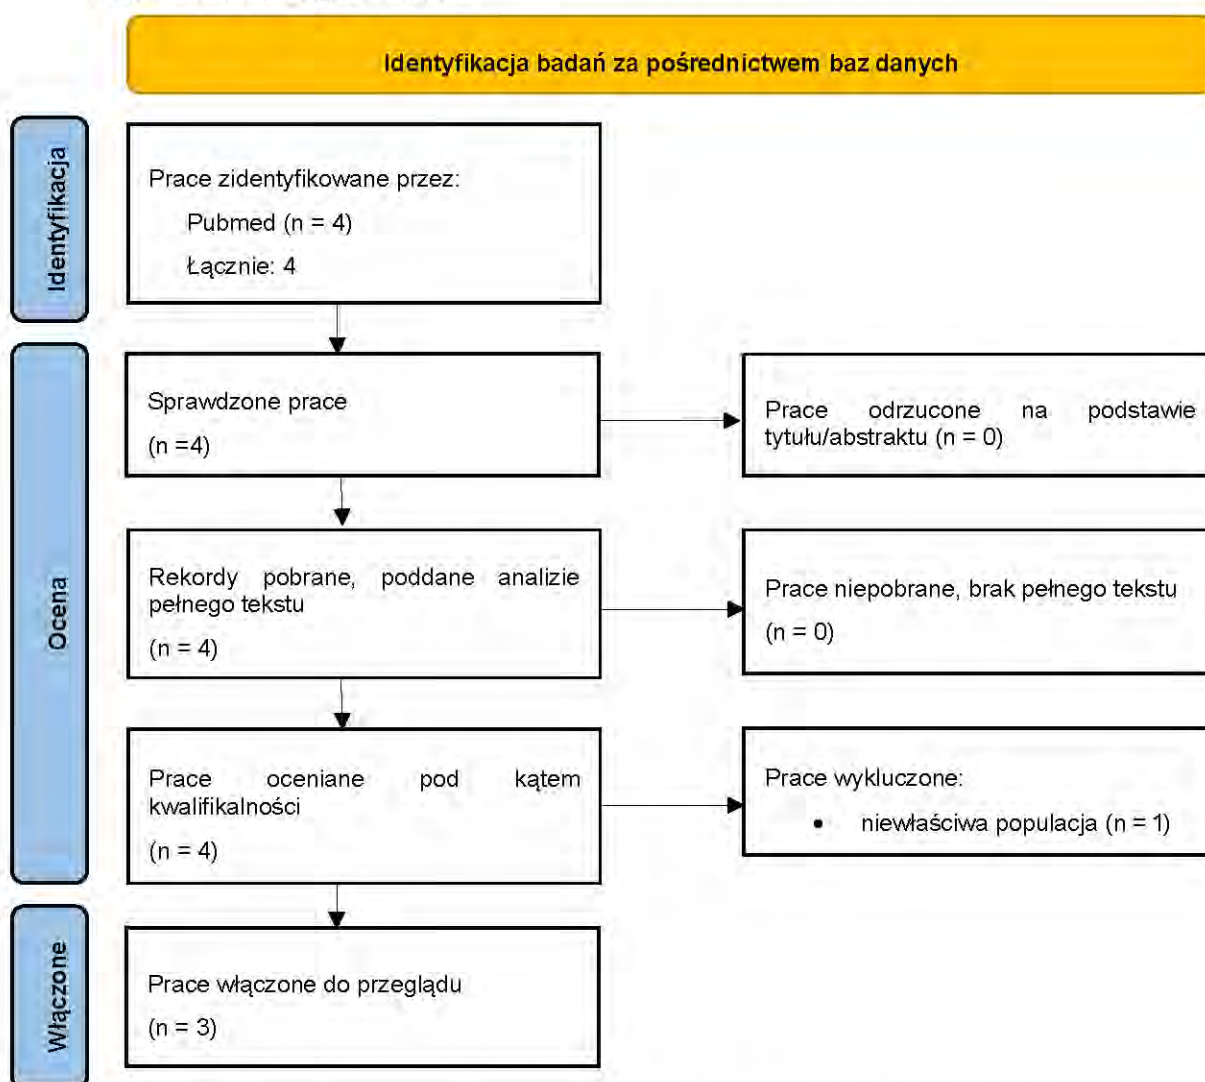 Identyfikacja badań za pośrednictwem baz danych
Identyfikacja
Prace zidentyfikowane przez:
Pubmed (n = 4)
Łącznie: 4
Ocena
Sprawdzone prace
(n =4)
Prace odrzucone na podstawie
tytułu/abstraktu (n = 0)
Rekordy pobrane, poddane analizie
pełnego tekstu
(n = 4)
Prace niepobrane, brak pełnego tekstu
(n = 0)
Prace oceniane pod kątem
kwalifikalności
(n = 4)
Prace wykluczone:
• niewłaściwa populacja (n = 1)
Włączone
Prace włączone do przeglądu
(n = 3)